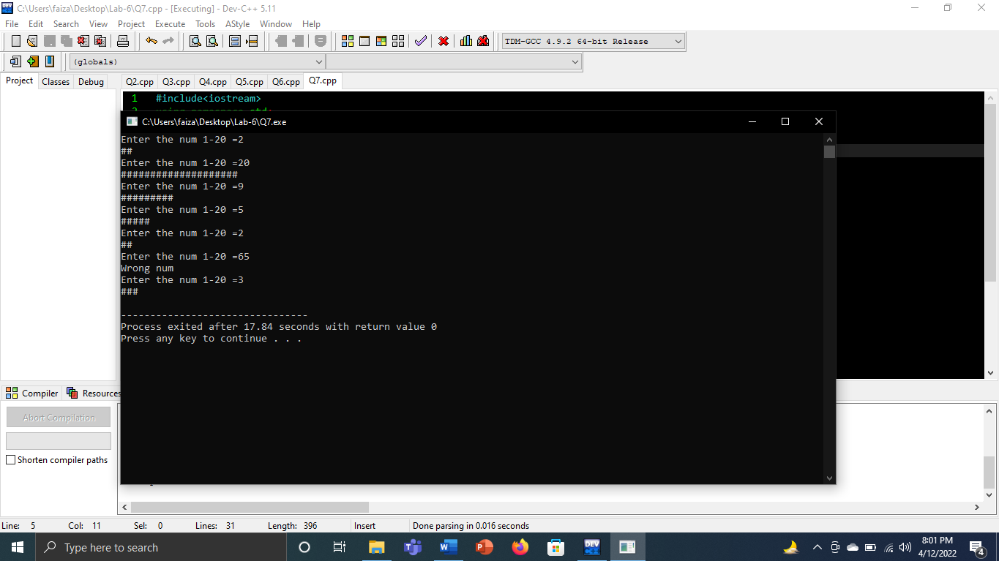 C:\Users\faiza\Desktop\Lab-6\Q7.cpp - [Executing] - Dev-C++ 5.11
File Edit Search View Project Execute Tools AStyle Window Help
TDM-GCC 4.9.2 64-bit Release
(globals)
Project Classes Debug
Q2.cpp Q3.cpp Q4.cpp Q5.cpp Q6.cpp Q7.cpp
1 #include<iostream>
2 using namespace std;
C:\Users\faiza\Desktop\Lab-6\Q7.exe
Enter the num 1-20 =2
##
Enter the num 1-20 =20
####################
Enter the num 1-20 =9
#########
Enter the num 1-20 =5
#####
Enter the num 1-20 =2
##
Enter the num 1-20 =65
Wrong num
Enter the num 1-20 =3
###
--------------------------------
Process exited after 17.84 seconds with return value 0
Press any key to continue . . .
Compiler Resources
Abort Compilation
Shorten compiler paths
Line: 5 Col: 11 Sel: 0 Lines: 31 Length: 396 Insert Done parsing in 0.016 seconds
Type here to search
DEV C++
8:01 PM
4/12/2022
4